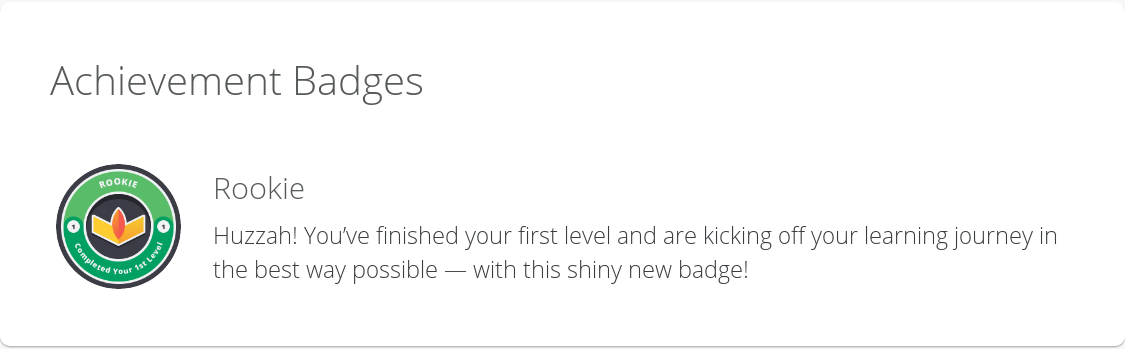 Achievement Badges
ROOKIE
1
1
Completed Your 1st Level
Rookie
Huzzah! You’ve finished your first level and are kicking off your learning journey in
the best way possible — with this shiny new badge!